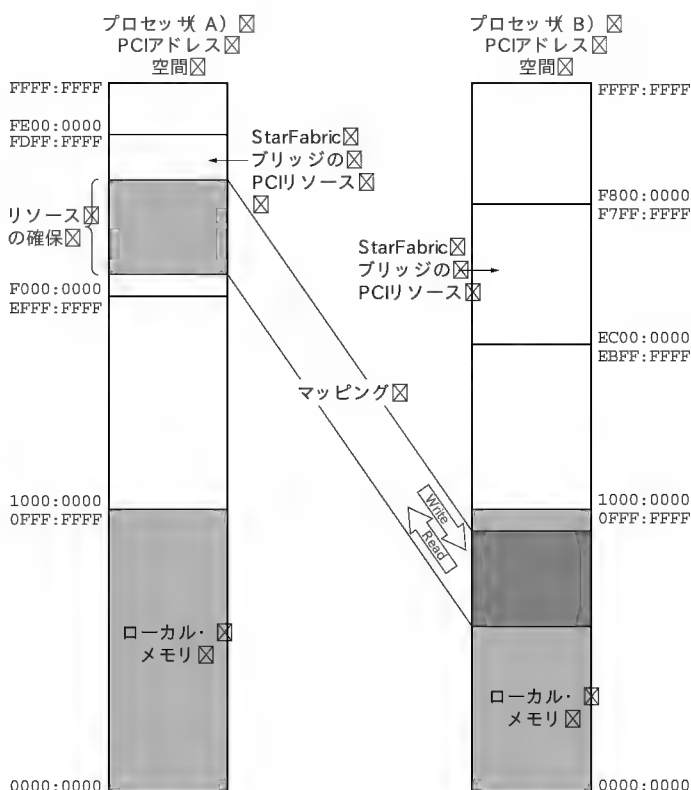 プロセッサ(A)
PCIアドレス
空間
FFFF:FFFF
FE00:0000
FDFF:FFFF
StarFabric
ブリッジの
PCIリソース
リソース
の確保
F000:0000
EFFF:FFFF
1000:0000
0FFF:FFFF
ローカル・
メモリ
0000:0000
マッピング
Write
Read
プロセッサ(B)
PCIアドレス
空間
FFFF:FFFF
F800:0000
F7FF:FFFF
StarFabric
ブリッジの
PCIリソース
EC00:0000
EBFF:FFFF
1000:0000
0FFF:FFFF
ローカル・
メモリ
0000:0000